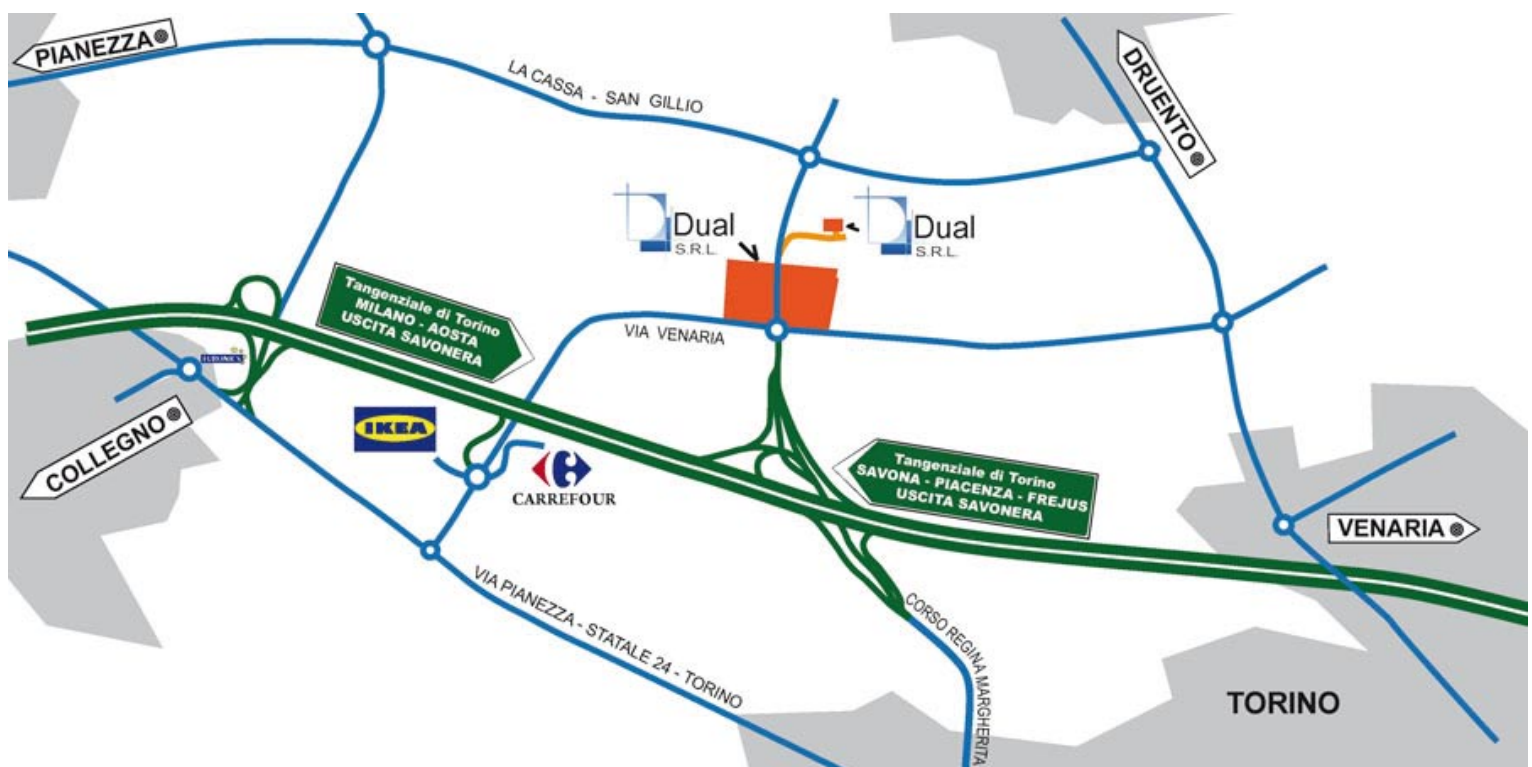 PIANEZZA
LA CASSA - SAN GILLIO
DRUENTO
Dual
S.R.L.
Dual
S.R.L.
Tangenziale di Torino
MILANO - AOSTA
USCITA SAVONERA
VIA VENARIA
EURONICS
COLLEGNO
IKEA
CARREFOUR
Tangenziale di Torino
SAVONA - PIACENZA - FREJUS
USCITA SAVONERA
VENARIA
VIA PIANEZZA - STATALE 24 - TORINO
CORSO REGINA MARGHERITA
TORINO